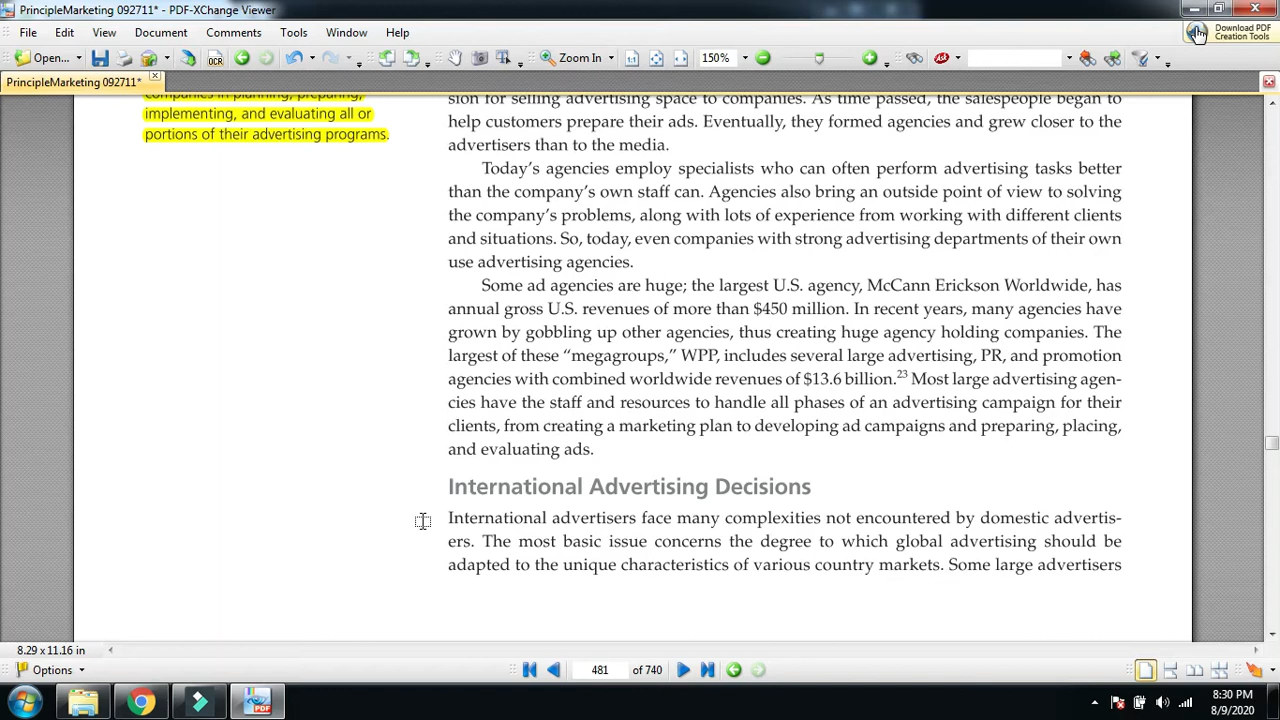 PrincipleMarketing 092711* - PDF-XChange Viewer
File Edit View Document Comments Tools Window Help
Download PDF
Creation Tools
Open... OCR Zoom In 150%
PrincipleMarketing 092711*
companies in planning, preparing,
implementing, and evaluating all or
portions of their advertising programs.
sion for selling advertising space to companies. As time passed, the salespeople began to
help customers prepare their ads. Eventually, they formed agencies and grew closer to the
advertisers than to the media.
Today’s agencies employ specialists who can often perform advertising tasks better
than the company’s own staff can. Agencies also bring an outside point of view to solving
the company’s problems, along with lots of experience from working with different clients
and situations. So, today, even companies with strong advertising departments of their own
use advertising agencies.
Some ad agencies are huge; the largest U.S. agency, McCann Erickson Worldwide, has
annual gross U.S. revenues of more than $450 million. In recent years, many agencies have
grown by gobbling up other agencies, thus creating huge agency holding companies. The
largest of these “megagroups,” WPP, includes several large advertising, PR, and promotion
agencies with combined worldwide revenues of $13.6 billion.23 Most large advertising agen-
cies have the staff and resources to handle all phases of an advertising campaign for their
clients, from creating a marketing plan to developing ad campaigns and preparing, placing,
and evaluating ads.
International Advertising Decisions
International advertisers face many complexities not encountered by domestic advertis-
ers. The most basic issue concerns the degree to which global advertising should be
adapted to the unique characteristics of various country markets. Some large advertisers
8.29 x 11.16 in
Options 481 of 740
PDF
8:30 PM
8/9/2020